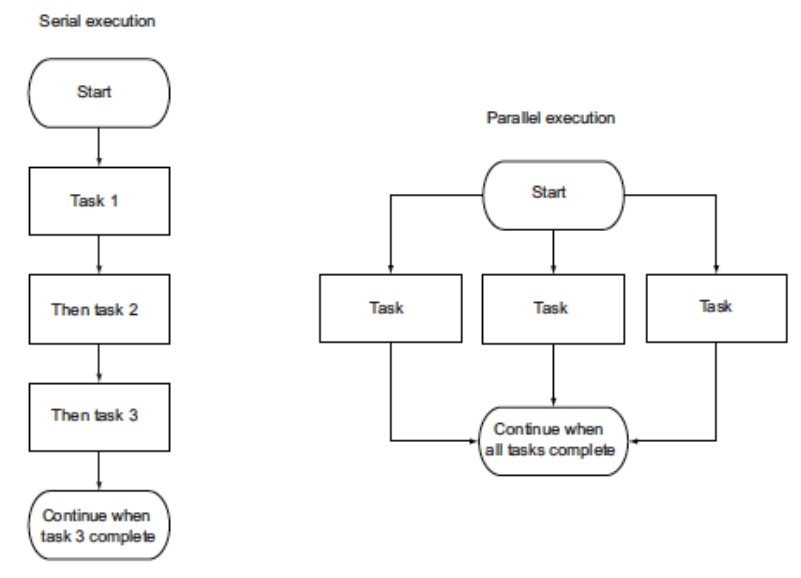 Serial execution
Start
Task 1
Then task 2
Then task 3
Continue when
task 3 complete
Parallel execution
Start
Task
Task
Task
Continue when
all tasks complete